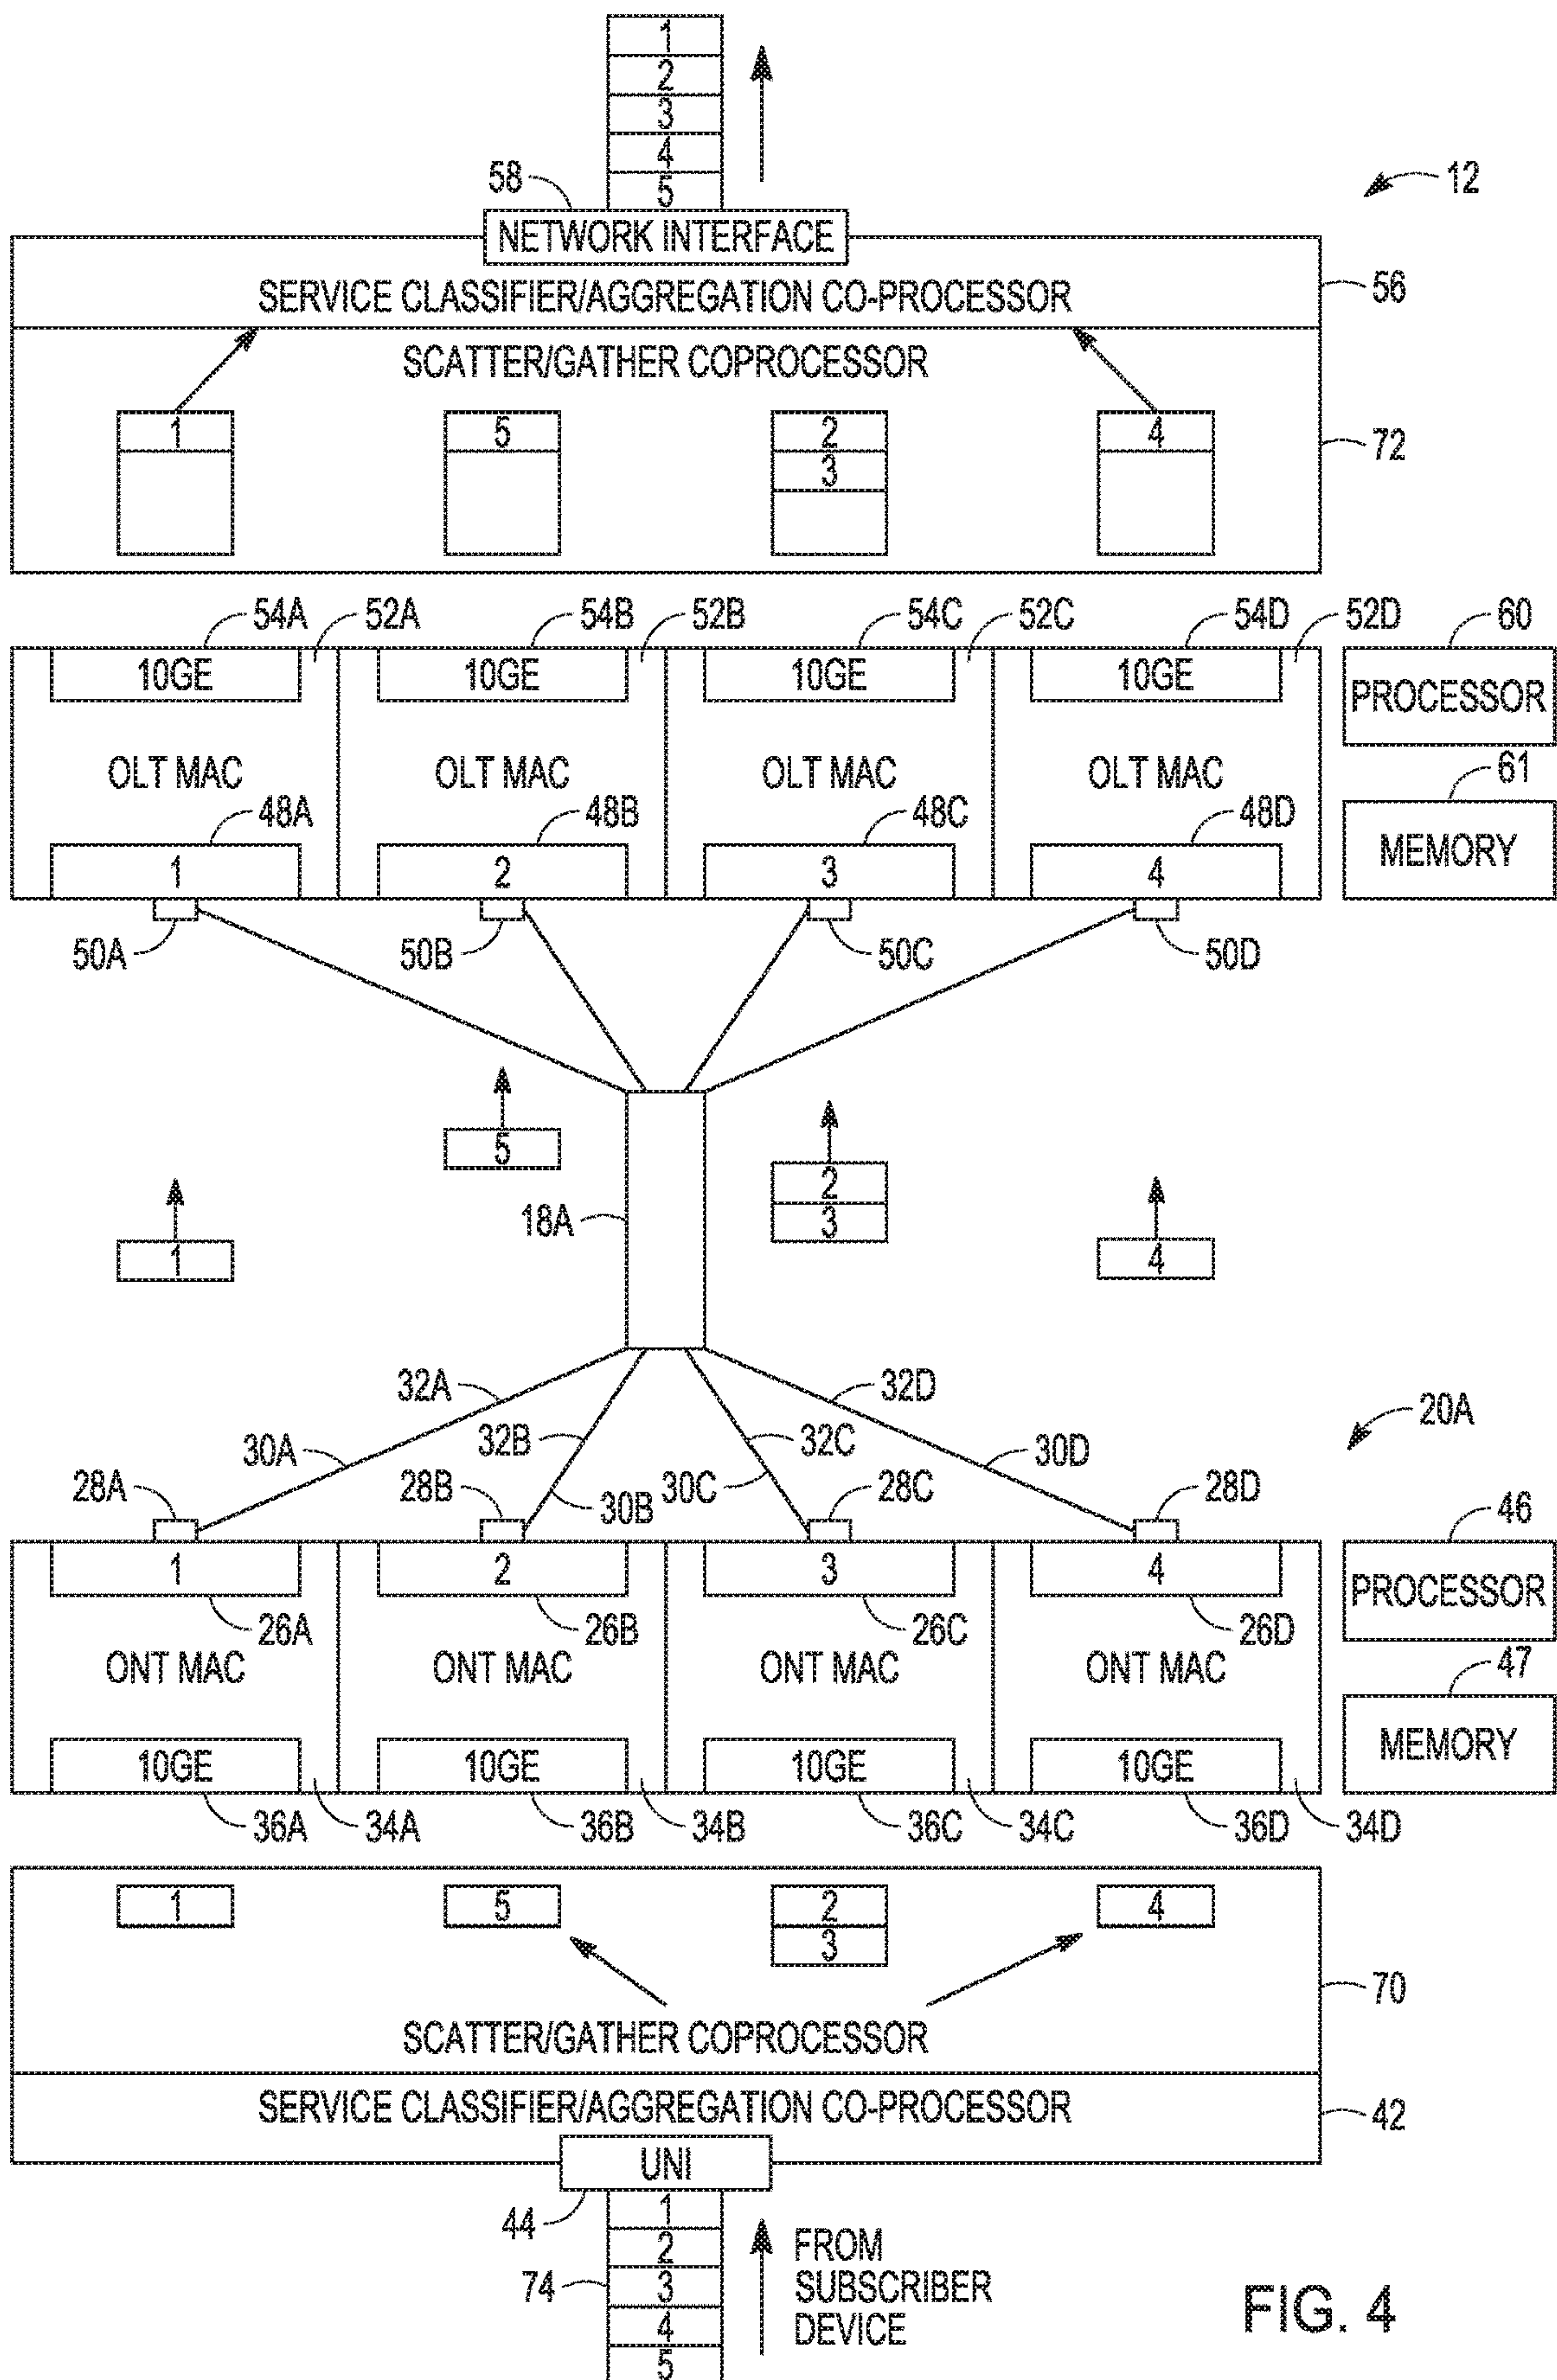 1
2
3
4
5
58
12
NETWORK INTERFACE
SERVICE CLASSIFIER/AGGREGATION CO-PROCESSOR
56
SCATTER/GATHER COPROCESSOR
1 5 2 4
72
3
54A 52A 54B 52B 54C 52C 54D 52D 60
10GE 10GE 10GE 10GE
PROCESSOR
OLT MAC OLT MAC OLT MAC OLT MAC
61
48A 48B 48C 48D
MEMORY
1 2 3 4
50A 50B 50C 50D
5
2
18A
3
1 4
32A 32D
20A
32B 32C
30A 30D
28A 28B 30B 30C 28C 28D
46
1 2 3 4
PROCESSOR
26A 26B 26C 26D
ONT MAC ONT MAC ONT MAC ONT MAC
47
10GE 10GE 10GE 10GE
MEMORY
36A 34A 36B 34B 36C 34C 36D 34D
1 5 2 4
3
70
SCATTER/GATHER COPROCESSOR
SERVICE CLASSIFIER/AGGREGATION CO-PROCESSOR
42
UNI
44
1
2
74
3
4
5
FROM
SUBSCRIBER
DEVICE
FIG. 4